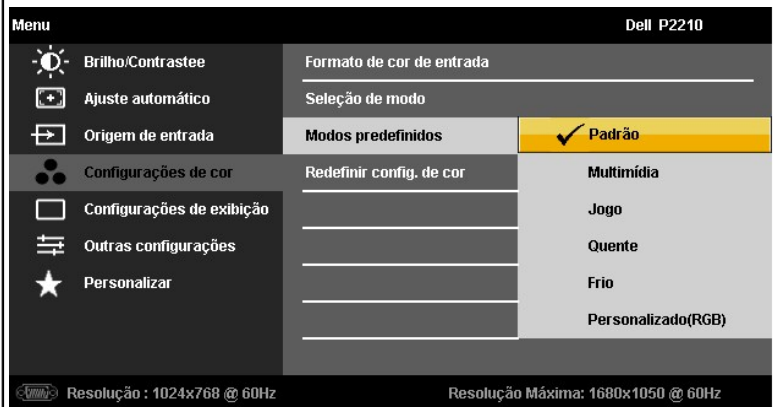 Menu
Dell P2210
Brilho/Contrastee
Formato de cor de entrada
Ajuste automático
Seleção de modo
Origem de entrada
Modos predefinidos
Padrão
Configurações de cor
Redefinir config. de cor
Multimídia
Configurações de exibição
Jogo
Outras configurações
Quente
Personalizar
Frio
Personalizado(RGB)
Resolução : 1024x768 @ 60Hz
Resolução Máxima: 1680x1050 @ 60Hz